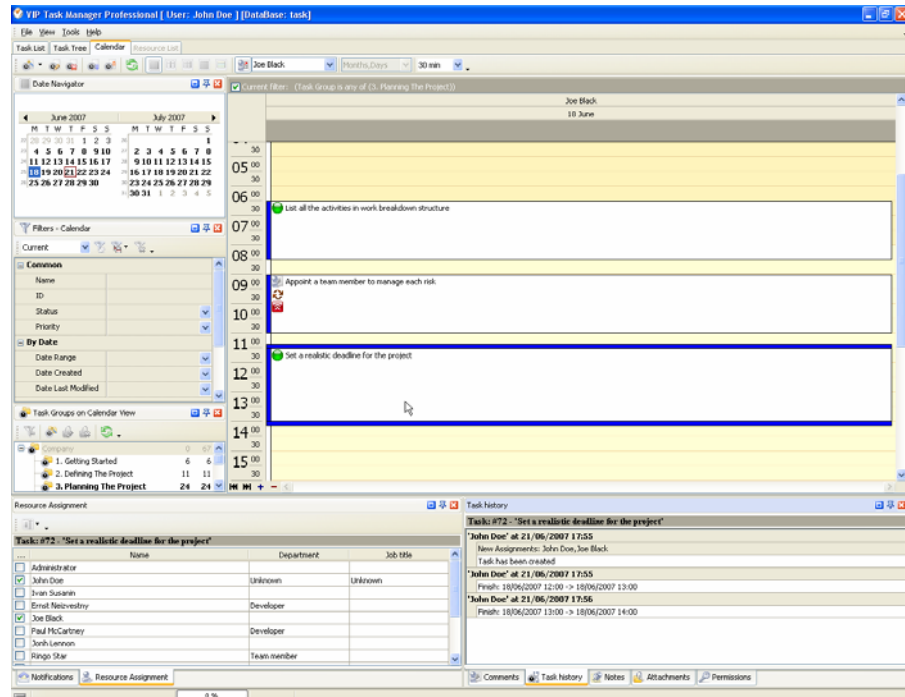 VIP Task Manager Professional [ User: John Doe ] [DataBase: task]
File View Tools Help
Task List Task Tree Calendar Resource List
Joe Black Months,Days 30 min
Date Navigator
Current filter: (Task Group is any of (3. Planning The Project))
Joe Black
18 June
June 2007 July 2007
M T W T F S S M T W T F S S
28 29 30 31 1 2 3 1
4 5 6 7 8 9 10 2 3 4 5 6 7 8
11 12 13 14 15 16 17 9 10 11 12 13 14 15
18 19 20 21 22 23 24 16 17 18 19 20 21 22
25 26 27 28 29 30 23 24 25 26 27 28 29
30 31 1 2 3 4 5
30
05 00
30
06 00
30 List all the activities in work breakdown structure
07 00
30
08 00
30
09 00 Appoint a team member to manage each risk
30
10 00
30
11 00
30 Set a realistic deadline for the project
12 00
30
13 00
30
14 00
30
15 00
30
Filters - Calendar
Current
Common
Name
ID
Status
Priority
By Date
Date Range
Date Created
Date Last Modified
Task Groups on Calendar View
Company 0 67
1. Getting Started 6 6
2. Defining The Project 11 11
3. Planning The Project 24 24
Resource Assignment
Task: #72 - 'Set a realistic deadline for the project'
... Name Department Job title
Administrator
John Doe Unknown Unknown
Ivan Susanin
Ernst Neizvestny Developer
Joe Black
Paul McCartney Developer
Jonh Lennon
Ringo Star Team member
Notifications Resource Assignment
Task history
Task: #72 - 'Set a realistic deadline for the project'
'John Doe' at 21/06/2007 17:55
New Assignments: John Doe,Joe Black
Task has been created
'John Doe' at 21/06/2007 17:55
Finish: 18/06/2007 12:00 -> 18/06/2007 13:00
'John Doe' at 21/06/2007 17:56
Finish: 18/06/2007 13:00 -> 18/06/2007 14:00
Comments Task history Notes Attachments Permissions
0 %